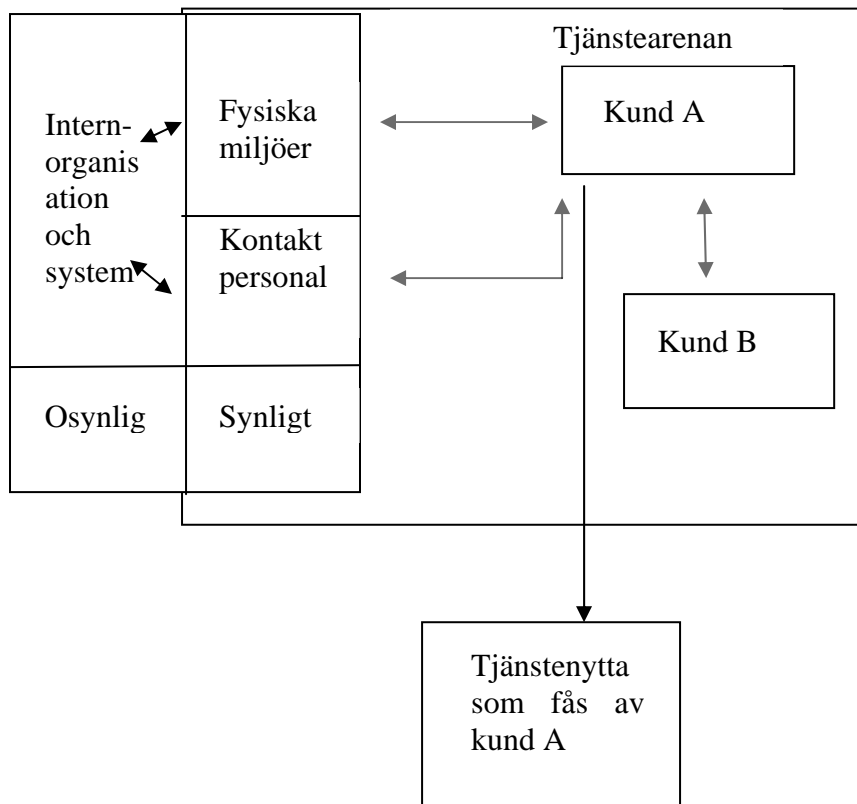 Tjänstearenan
Intern-
organis
ation
och
system
Fysiska
miljöer
Kund A
Kontakt
personal
Kund B
Osynlig
Synligt
Tjänstenytta
som fås av
kund A